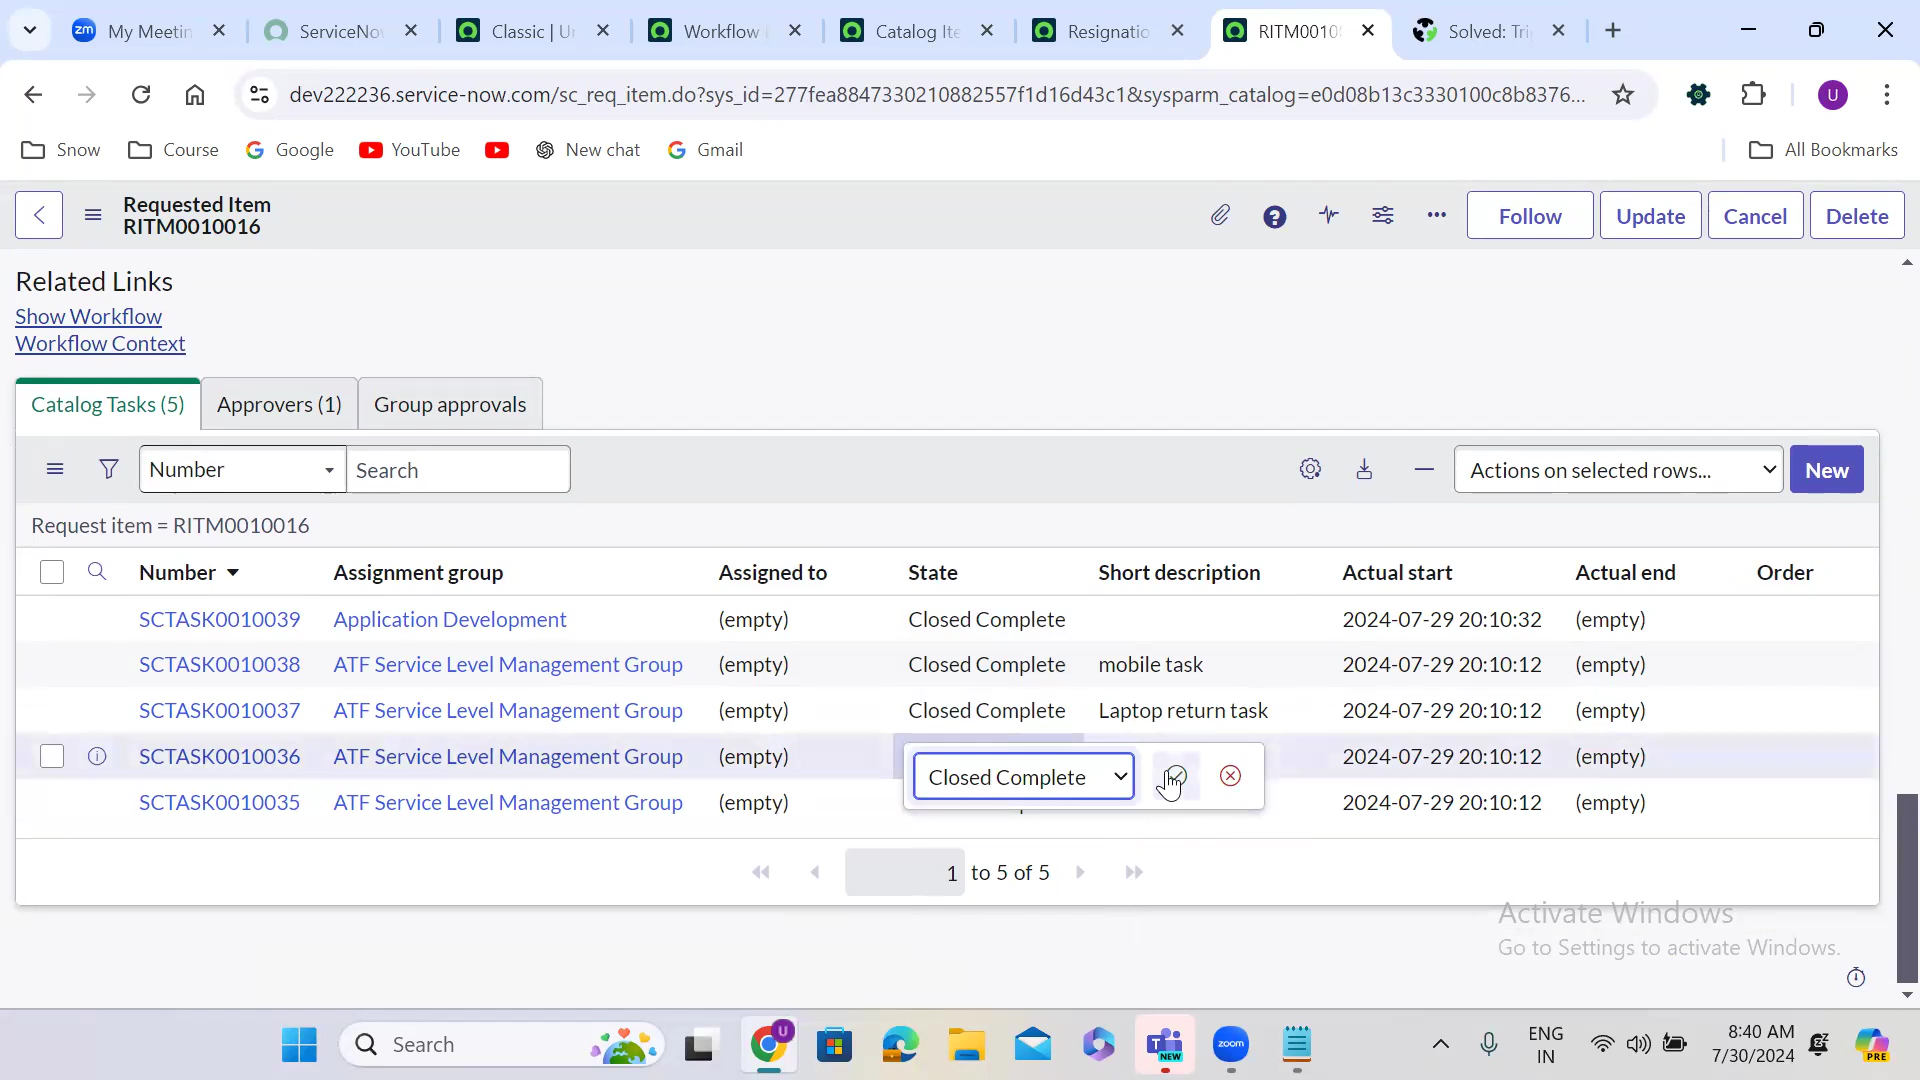 My Meetin
ServiceNo
Classic | U
Workflow
Catalog Ite
Resignatio
RITM0010
Solved: Tri
dev222236.service-now.com/sc_req_item.do?sys_id=277fea8847330210882557f1d16d43c1&sysparm_catalog=e0d08b13c3330100c8b8376...
U
Snow
Course
Google
YouTube
New chat
Gmail
All Bookmarks
Requested Item
RITM0010016
Follow
Update
Cancel
Delete
Related Links
Show Workflow
Workflow Context
Catalog Tasks (5)
Approvers (1)
Group approvals
Number
Search
Actions on selected rows...
New
Request item = RITM0010016
Number Assignment group Assigned to State Short description Actual start Actual end Order
SCTASK0010039 Application Development (empty) Closed Complete 2024-07-29 20:10:32 (empty)
SCTASK0010038 ATF Service Level Management Group (empty) Closed Complete mobile task 2024-07-29 20:10:12 (empty)
SCTASK0010037 ATF Service Level Management Group (empty) Closed Complete Laptop return task 2024-07-29 20:10:12 (empty)
SCTASK0010036 ATF Service Level Management Group (empty) Closed Complete 2024-07-29 20:10:12 (empty)
SCTASK0010035 ATF Service Level Management Group (empty) 2024-07-29 20:10:12 (empty)
1 to 5 of 5
Activate Windows
Go to Settings to activate Windows.
Search
U
NEW
zoom
ENG
IN
8:40 AM
7/30/2024
PRE